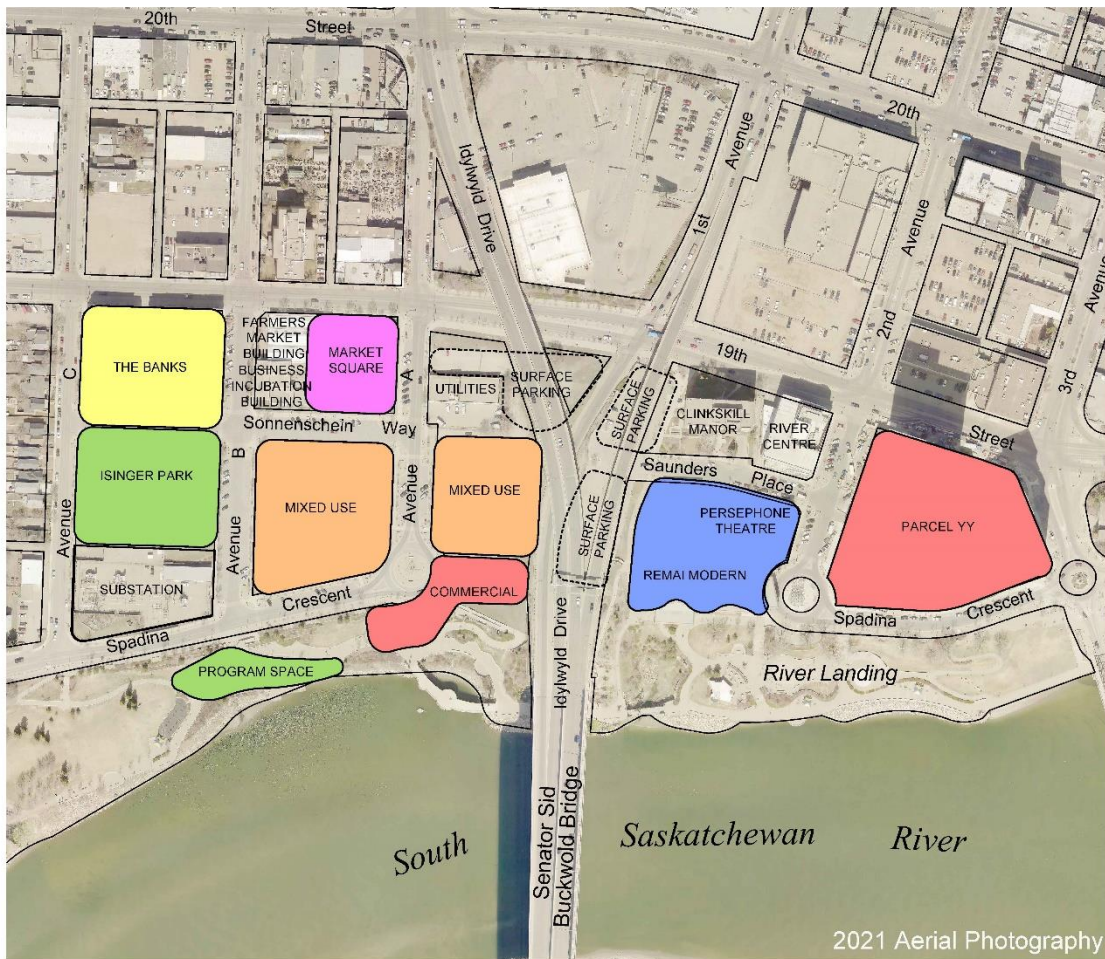 20th
Street
Idylwyld Drive
1st
Avenue
20th
2nd
Avenue
3rd
Avenue
19th
Street
C
Avenue
THE BANKS
FARMERS
MARKET
BUILDING
BUSINESS
INCUBATION
BUILDING
MARKET
SQUARE
A
Avenue
UTILITIES
SURFACE
PARKING
SURFACE
PARKING
CLINKSKILL
MANOR
RIVER
CENTRE
Sonnenschein Way
ISINGER PARK
B
Avenue
MIXED USE
MIXED USE
SURFACE
PARKING
Saunders Place
PERSEPHONE
THEATRE
REMAI MODERN
PARCEL YY
SUBSTATION
COMMERCIAL
Spadina Crescent
Spadina Crescent
PROGRAM SPACE
Idylwyld Drive
River Landing
Senator Sid
Buckwold Bridge
South Saskatchewan River
2021 Aerial Photography